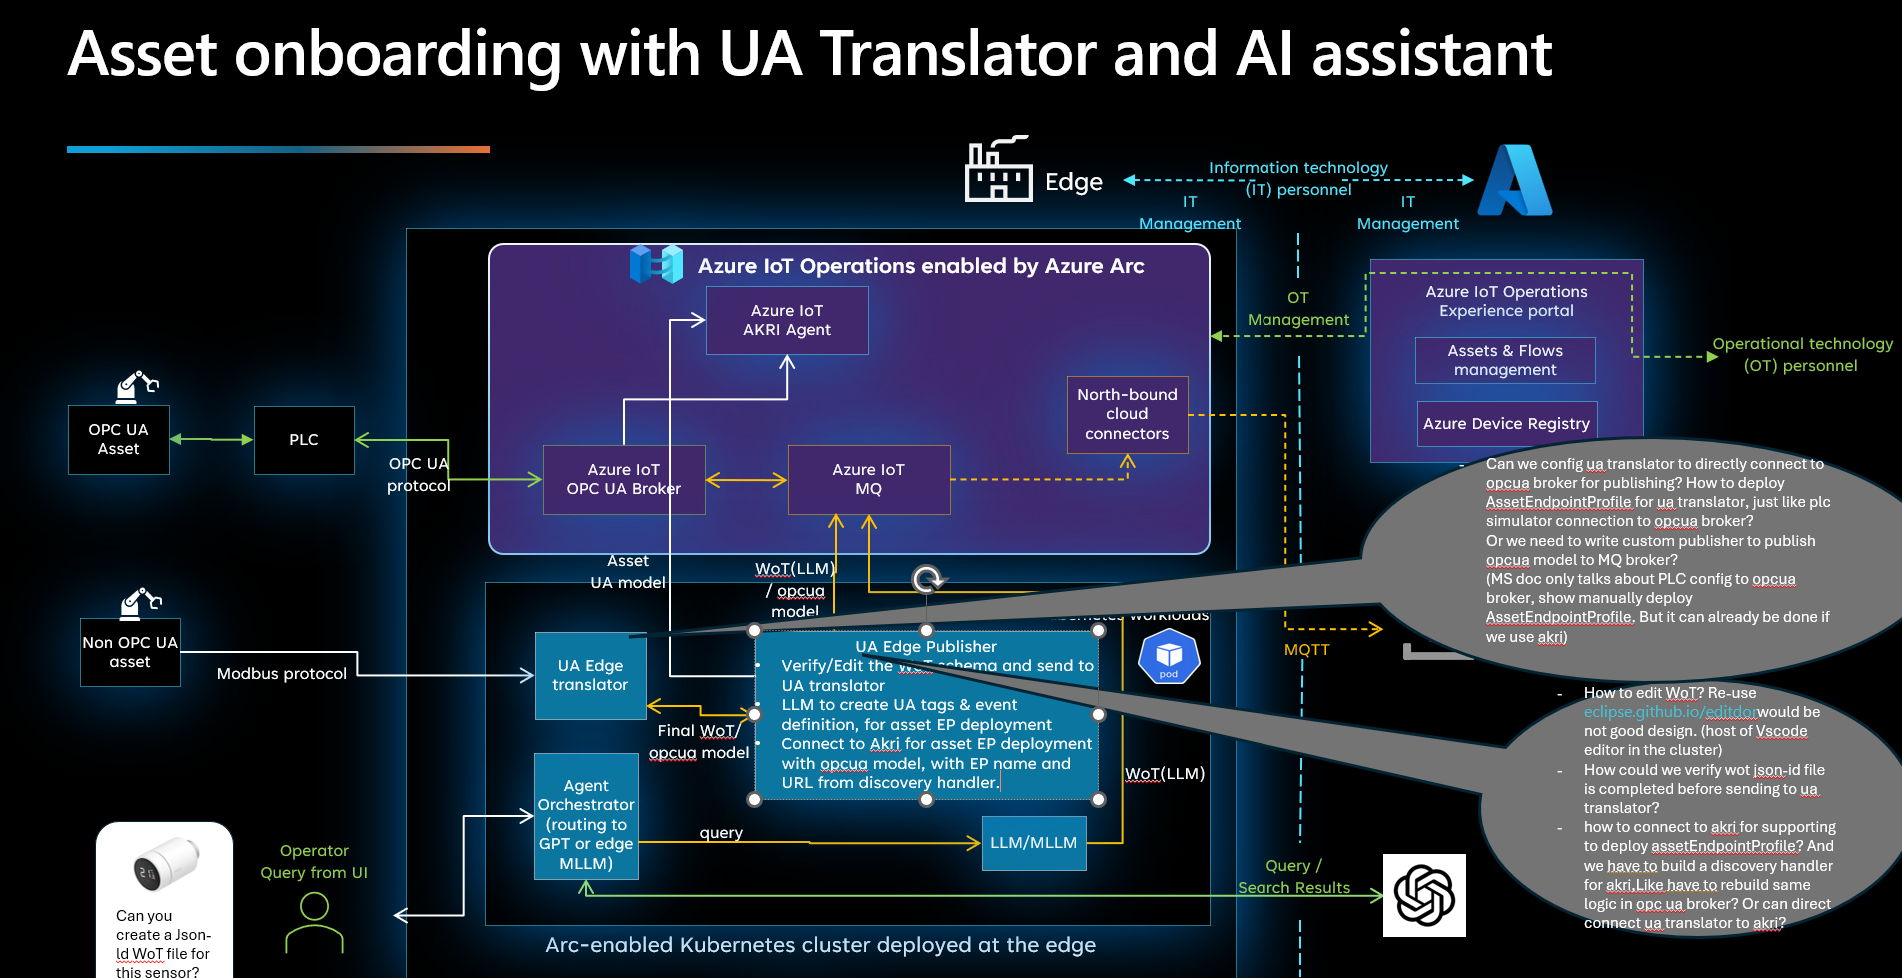 Asset onboarding with UA Translator and AI assistant
Edge
Information technology
(IT) personnel
IT
Management
IT
Management
Azure IoT Operations enabled by Azure Arc
Azure IoT
AKRI Agent
OT
Management
Azure IoT Operations
Experience portal
Assets & Flows
management
Azure Device Registry
Operational technology
(OT) personnel
North-bound
cloud
connectors
OPC UA
Asset
PLC
OPC UA
protocol
Azure IoT
OPC UA Broker
Azure IoT
MQ
Asset
UA model
WoT(LLM)
/ opcua
model
- Can we config ua translator to directly connect to
opcua broker for publishing? How to deploy
AssetEndpointProfile for ua translator, just like plc
simulator connection to opcua broker?
Or we need to write custom publisher to publish
opcua model to MQ broker?
(MS doc only talks about PLC config to opcua
broker, show manually deploy
AssetEndpointProfile. But it can already be done if
we use akri)
Non OPC UA
asset
Modbus protocol
UA Edge
translator
workloads
pod
MQTT
UA Edge Publisher
• Verify/Edit the WoT schema and send to
UA translator
• LLM to create UA tags & event
definition, for asset EP deployment
• Connect to Akri for asset EP deployment
with opcua model, with EP name and
URL from discovery handler.
Final WoT/
opcua model
WoT(LLM)
Agent
Orchestrator
(routing to
GPT or edge
MLLM)
query
LLM/MLLM
- How to edit WoT? Re-use
eclipse.github.io/editdor would be
not good design. (host of Vscode
editor in the cluster)
- How could we verify wot json-id file
is completed before sending to ua
translator?
- how to connect to akri for supporting
to deploy assetEndpointProfile? And
we have to build a discovery handler
for akri,Like have to rebuild same
logic in opc ua broker? Or can direct
connect ua translator to akri?
Operator
Query from UI
Query /
Search Results
Can you
create a Json-
ld WoT file for
this sensor?
Arc-enabled Kubernetes cluster deployed at the edge